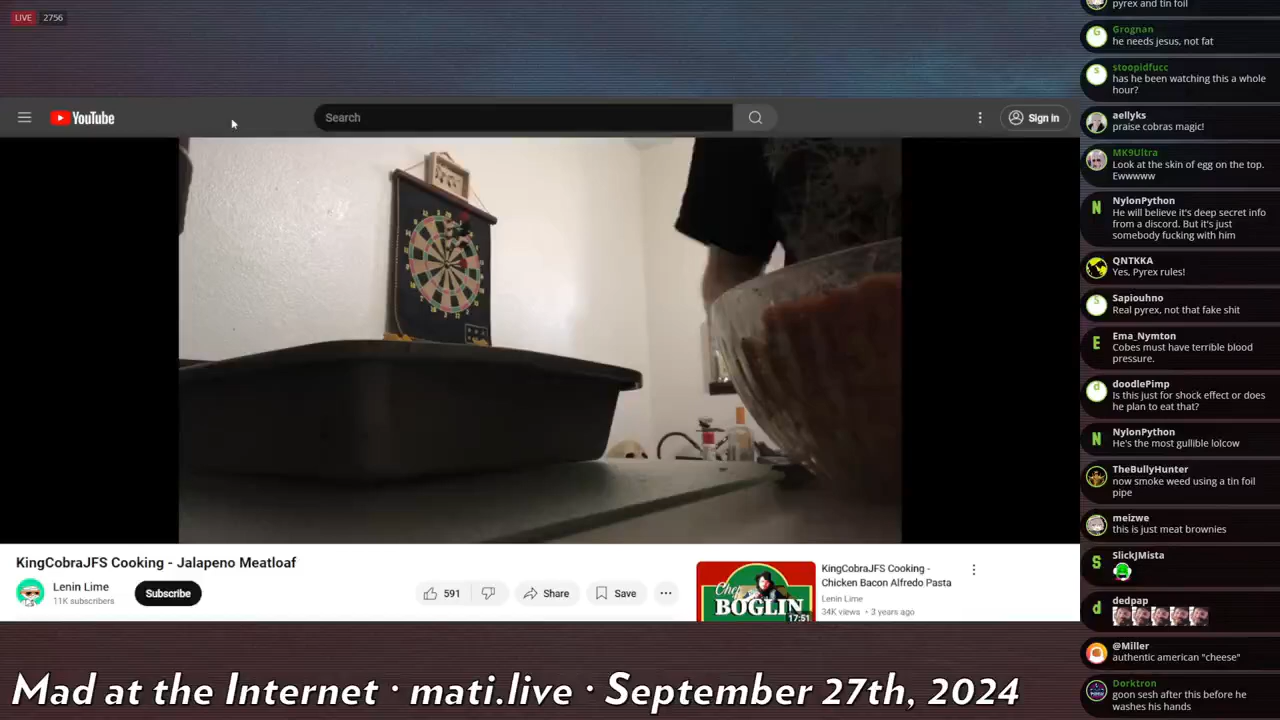 LIVE 2756
YouTube
Search
Sign in
KingCobraJFS Cooking - Jalapeno Meatloaf
Lenin Lime
11K subscribers
Subscribe
591
Share
Save
Chef
BOGLIN
17:51
KingCobraJFS Cooking -
Chicken Bacon Alfredo Pasta
Lenin Lime
34K views • 3 years ago
pyrex and tin foil
Grognan
he needs jesus, not fat
stoopidfucc
has he been watching this a whole
hour?
aellyks
praise cobras magic!
MK9Ultra
Look at the skin of egg on the top.
Ewwwww
NylonPython
He will believe it's deep secret info
from a discord. But it's just
somebody fucking with him
QNTKKA
Yes, Pyrex rules!
Sapiouhno
Real pyrex, not that fake shit
Ema_Nymton
Cobes must have terrible blood
pressure.
doodlePimp
Is this just for shock effect or does
he plan to eat that?
NylonPython
He's the most gullible lolcow
TheBullyHunter
now smoke weed using a tin foil
pipe
meizwe
this is just meat brownies
SlickJMista
dedpap
@Miller
authentic american "cheese"
Dorktron
goon sesh after this before he
washes his hands
Mad at the Internet · mati.live · September 27th, 2024